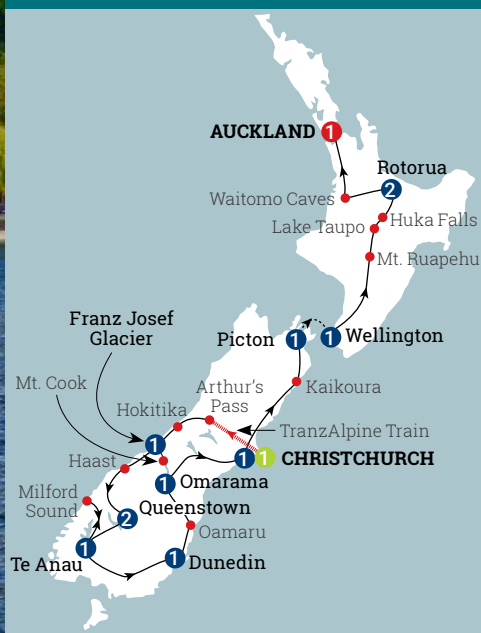 AUCKLAND 1
Rotorua
2
Waitomo Caves
Huka Falls
Lake Taupo
Mt. Ruapehu
Franz Josef
Glacier
Picton 1
1 Wellington
Mt. Cook
Arthur's
Pass
Kaikoura
Hokitika
TranzAlpine Train
1
1 1 CHRISTCHURCH
Haast
1 Omarama
Milford
Sound
Queenstown
2
Oamaru
1
Te Anau
1 Dunedin